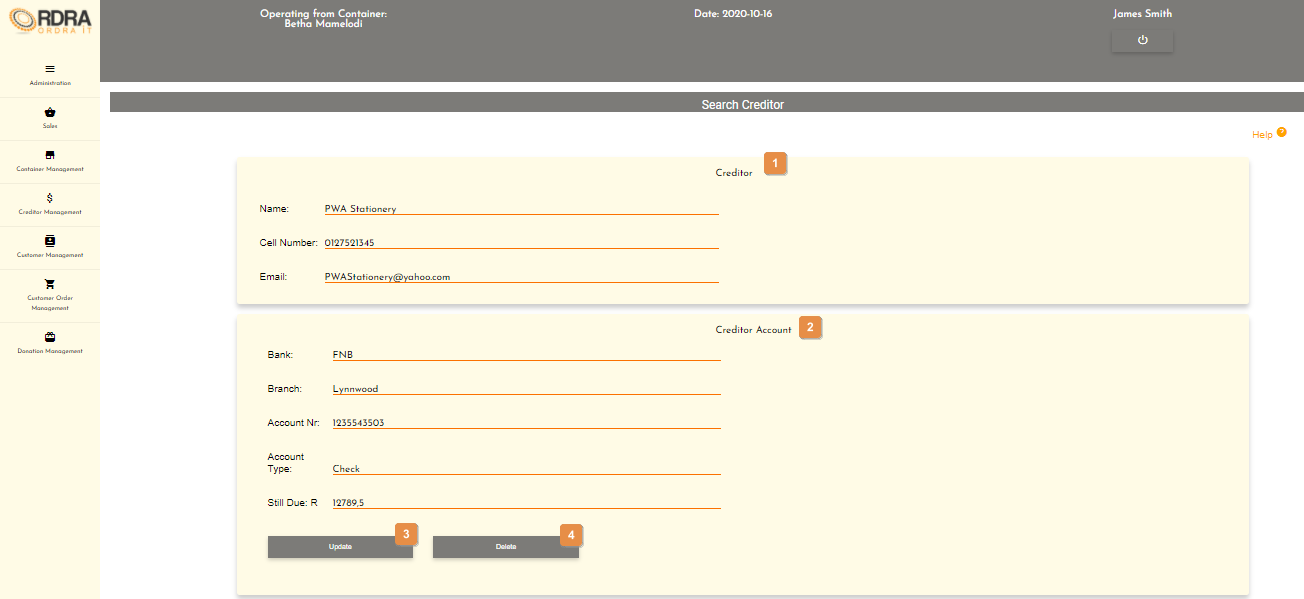 RDRA
ORDRA IT
Operating from Container:
Betha Mamelodi
Date: 2020-10-16
James Smith
Administration
Sales
Container Management
Creditor Management
Customer Management
Customer Order
Management
Donation Management
Search Creditor
Help ?
Creditor 1
Name: PWA Stationery
Cell Number: 0127521345
Email: PWAStationery@yahoo.com
Creditor Account 2
Bank: FNB
Branch: Lynnwood
Account Nr: 1235543503
Account
Type: Check
Still Due: R 12789,5
Update 3
Delete 4